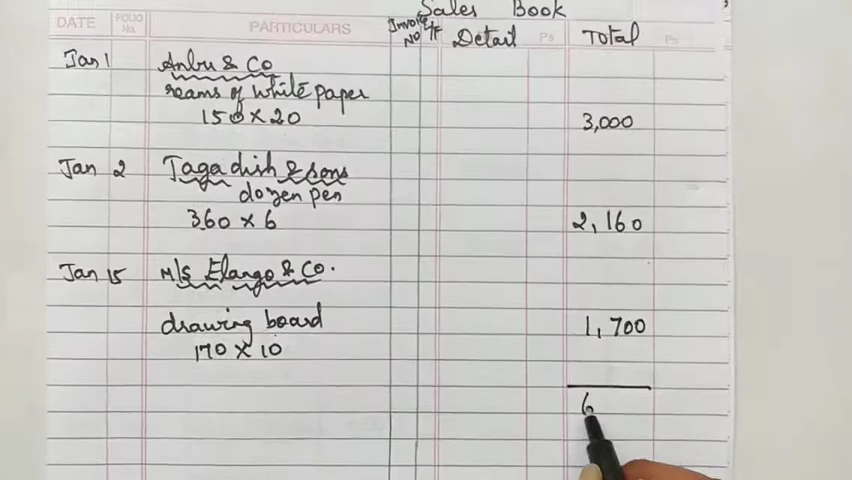 Sales Book
DATE FOLIO No. PARTICULARS Invoice No L/F Detail Ps Total Ps
Jan 1 Anbu & Co
reams of white paper
150 x 20 3,000
Jan 2 Jagadish & sons
dozen pen
360 x 6 2,160
Jan 15 M/S Elango & Co.
drawing board
170 x 10 1,700
6